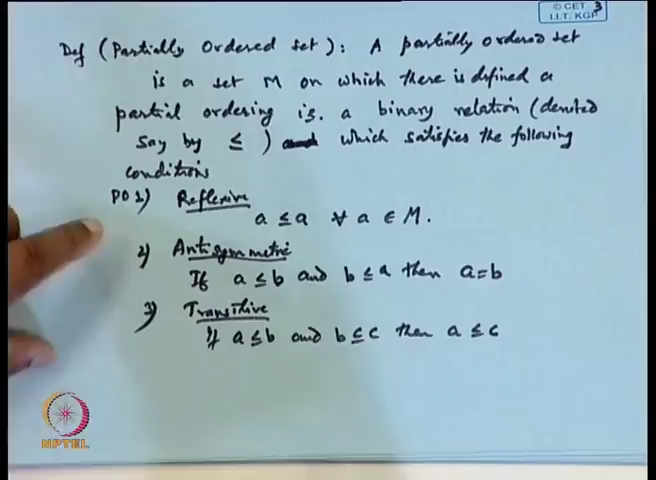 © CET
I.I.T. KGP
3
Def (Partially Ordered set): A partially ordered set
is a set M on which there is defined a
partial ordering is. a binary relation (denoted
say by ≤ ) which satisfies the following
conditions
PO 1) Reflexive
a ≤ a ∀ a ∈ M.
2) Antisymmetric
If a ≤ b and b ≤ a then a = b
3) Transitive
If a ≤ b and b ≤ c then a ≤ c
NPTEL